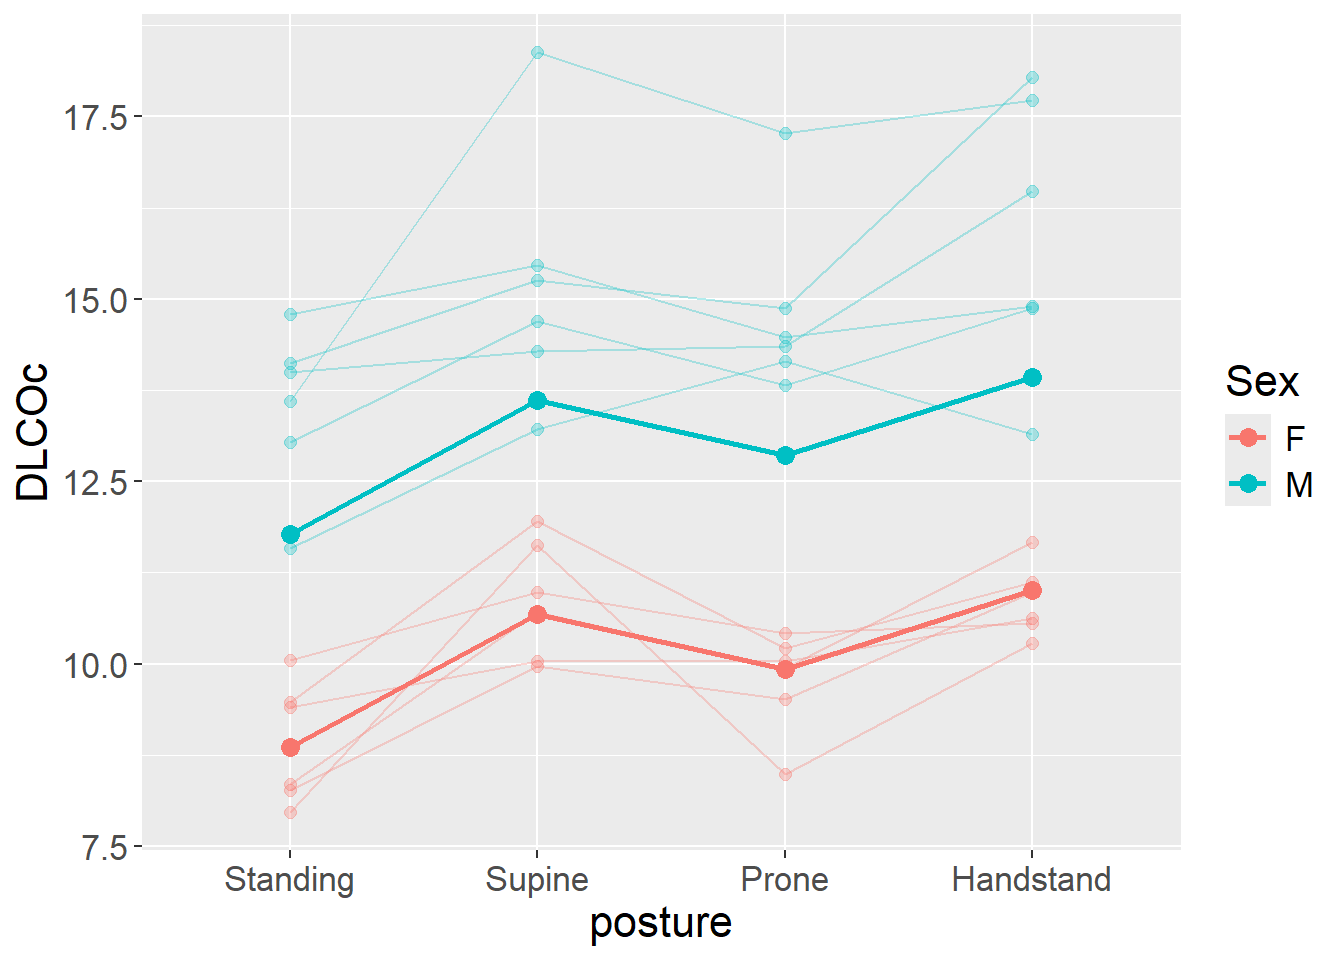 17.5
15.0
12.5
10.0
7.5
DLCOc
Standing Supine Prone Handstand
posture
Sex
F
M